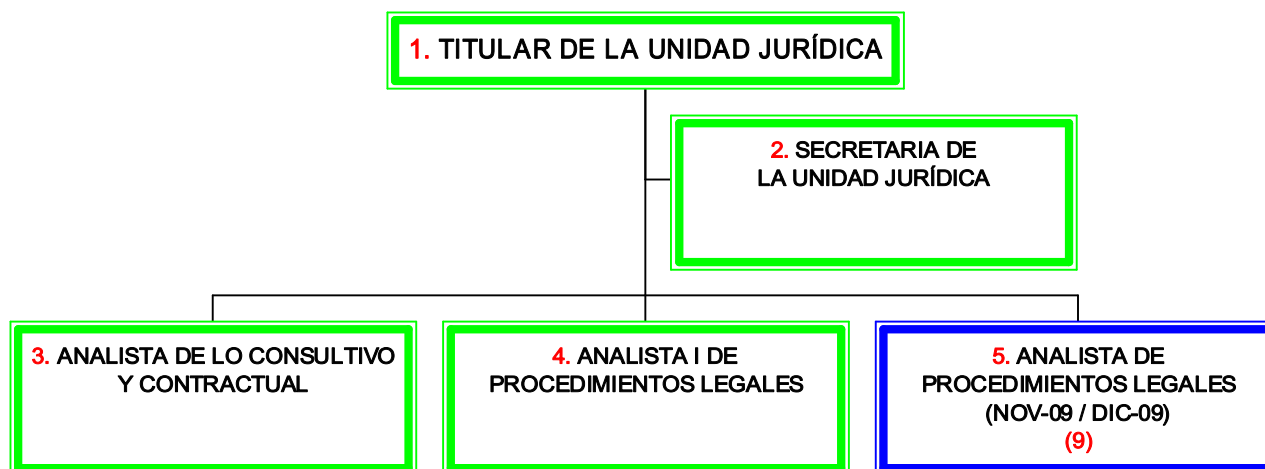 1. TITULAR DE LA UNIDAD JURÍDICA
2. SECRETARIA DE
LA UNIDAD JURÍDICA
3. ANALISTA DE LO CONSULTIVO
Y CONTRACTUAL
4. ANALISTA I DE
PROCEDIMIENTOS LEGALES
5. ANALISTA DE
PROCEDIMIENTOS LEGALES
(NOV-09 / DIC-09)
(9)